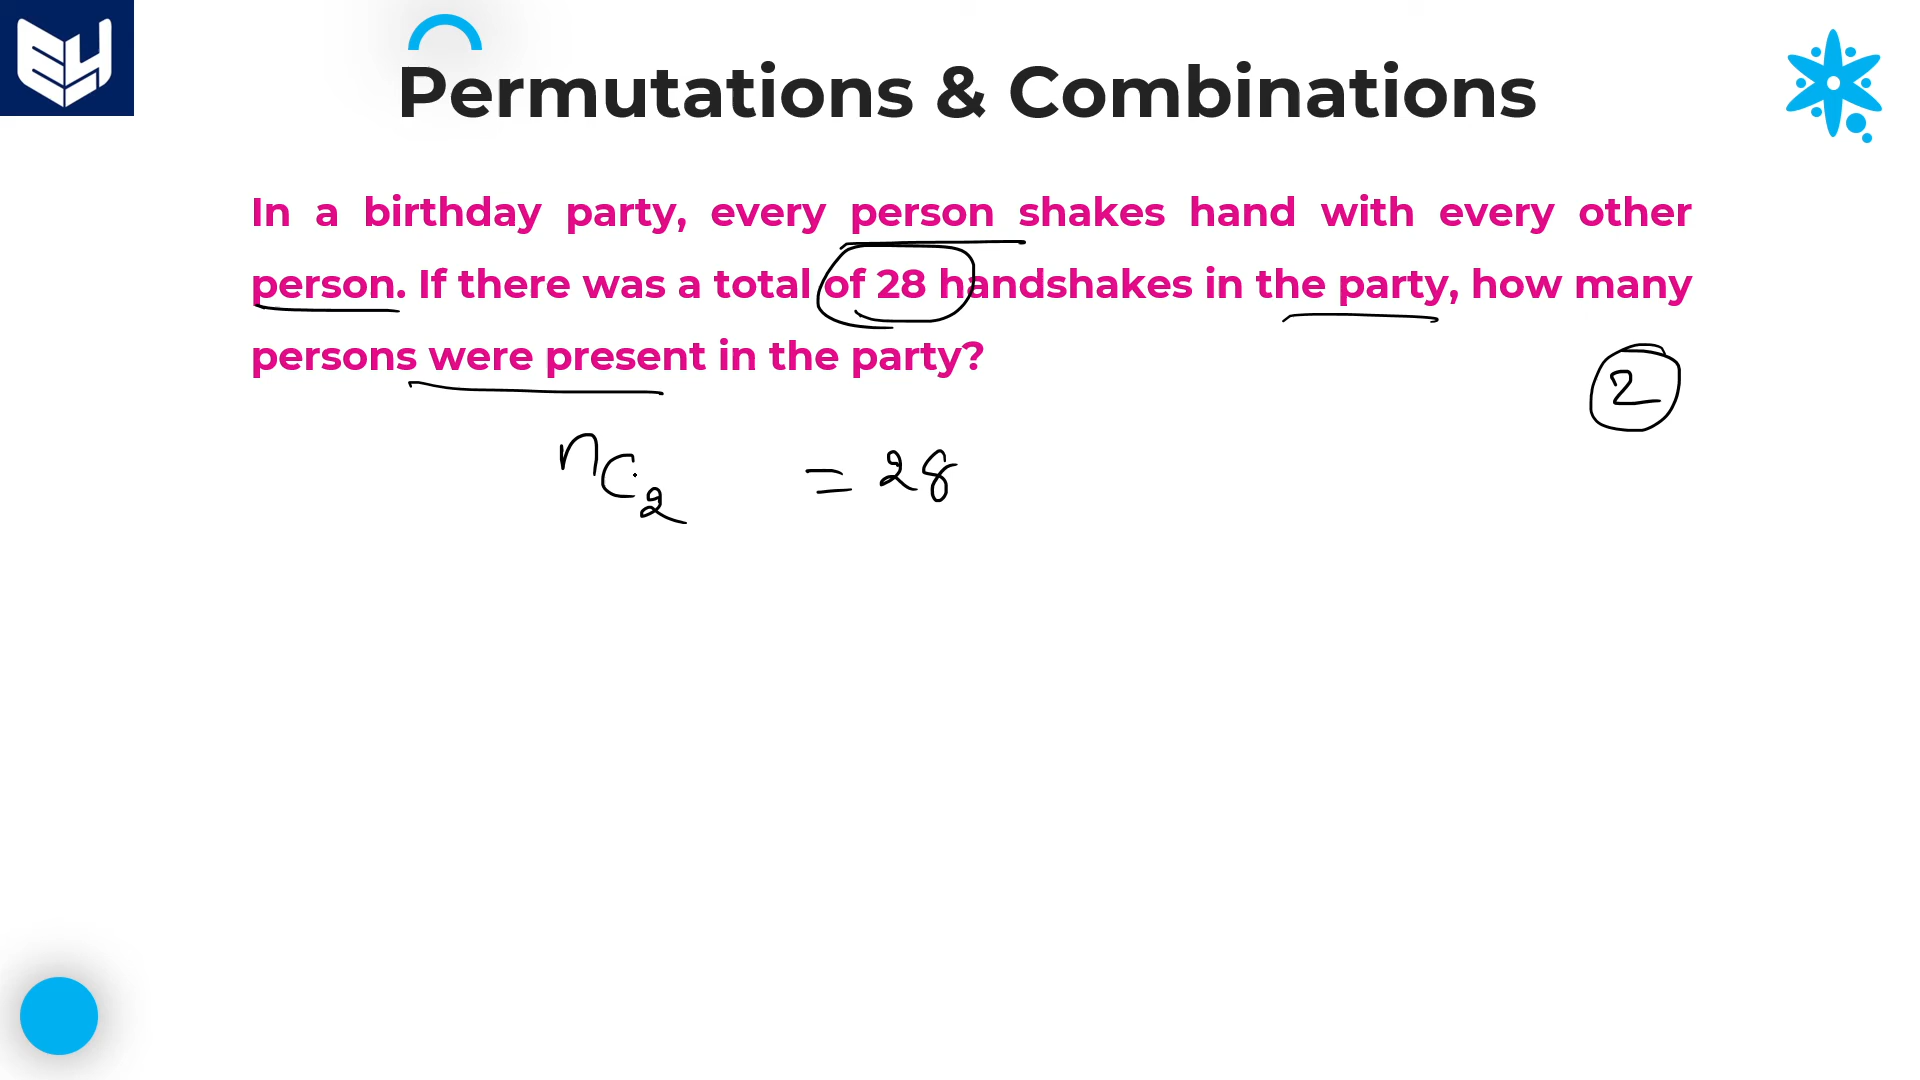 Permutations & Combinations
In a birthday party, every person shakes hand with every other
person. If there was a total of 28 handshakes in the party, how many
persons were present in the party?
2
nC2 = 28